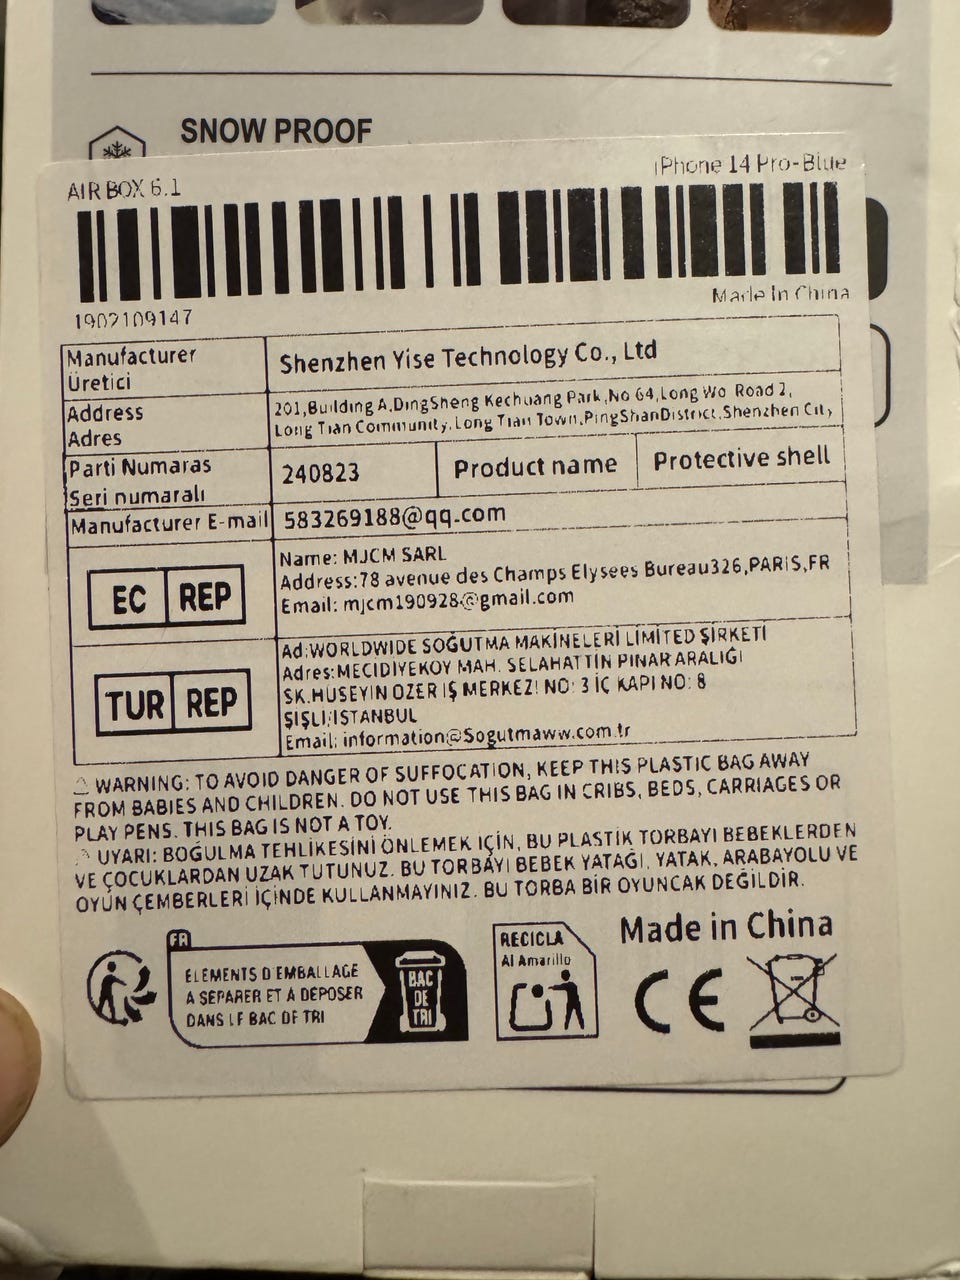 SNOW PROOF
AIR BOX 6.1
iPhone 14 Pro-Blue
1902109147
Made In China
Manufacturer
Üretici
Shenzhen Yise Technology Co., Ltd
Address
Adres
201,Building A,DingSheng Kechuang Park,No 64,Long Wo Road 2,
Long Tian Community,Long Tian Town,PingShanDistrict,Shenzhen City
Parti Numaras
Seri numaralı
240823
Product name
Protective shell
Manufacturer E-mail
583269188@qq.com
EC REP
Name: MJCM SARL
Address:78 avenue des Champs Elysees Bureau326,PARIS,FR
Email: mjcm190928@gmail.com
TUR REP
Ad:WORLDWIDE SOĞUTMA MAKİNELERİ LİMİTED ŞİRKETİ
Adres:MECIDIYEKOY MAH. SELAHATTİN PINAR ARALIĞI
SK.HUSEYIN OZER İŞ MERKEZİ NO: 3 İÇ KAPI NO: 8
ŞİŞLİ/ISTANBUL
Email: information@Sogutmaww.com.tr
⚠ WARNING: TO AVOID DANGER OF SUFFOCATION, KEEP THIS PLASTIC BAG AWAY
FROM BABIES AND CHILDREN. DO NOT USE THIS BAG IN CRIBS, BEDS, CARRIAGES OR
PLAY PENS. THIS BAG IS NOT A TOY.
⚠ UYARI: BOĞULMA TEHLİKESİNİ ÖNLEMEK İÇİN, BU PLASTİK TORBAYI BEBEKLERDEN
VE ÇOCUKLARDAN UZAK TUTUNUZ. BU TORBAYI BEBEK YATAĞI, YATAK, ARABAYOLU VE
OYUN ÇEMBERLERİ İÇİNDE KULLANMAYINIZ. BU TORBA BİR OYUNCAK DEĞİLDİR.
FR
ÉLÉMENTS D'EMBALLAGE
À SÉPARER ET À DÉPOSER
DANS LE BAC DE TRI
BAC
DE
TRI
RECICLA
Al Amarillo
Made in China
CE